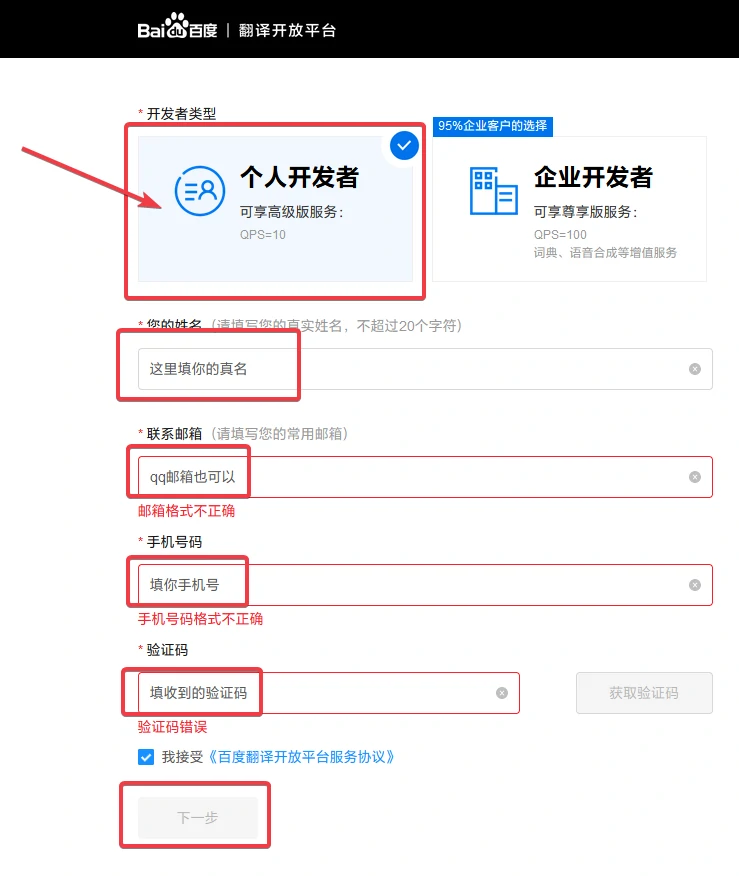 Bai du 百度 | 翻译开放平台
* 开发者类型
95%企业客户的选择
个人开发者
可享高级版服务：
QPS=10
企业开发者
可享尊享版服务：
QPS=100
词典、语音合成等增值服务
* 您的姓名（请填写您的真实姓名，不超过20个字符）
这里填你的真名
* 联系邮箱（请填写您的常用邮箱）
qq邮箱也可以
邮箱格式不正确
* 手机号码
填你手机号
手机号码格式不正确
* 验证码
填收到的验证码
获取验证码
验证码错误
我接受《百度翻译开放平台服务协议》
下一步